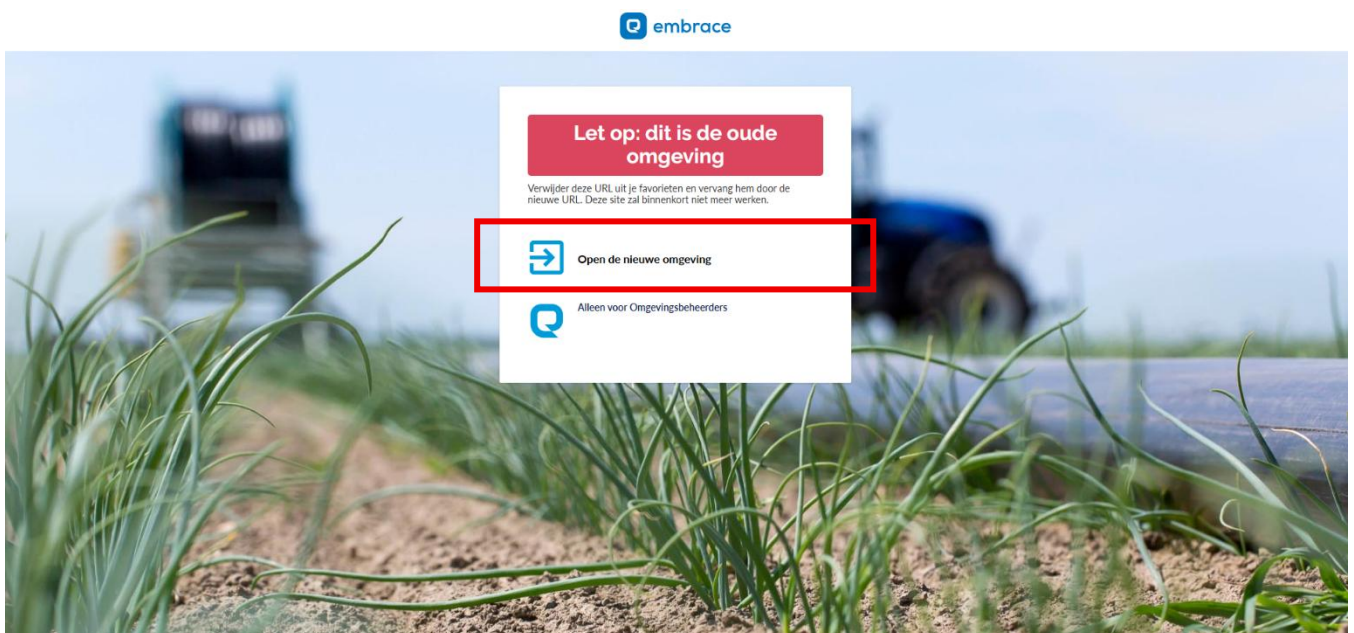 embrace
Let op: dit is de oude
omgeving
Verwijder deze URL uit je favorieten en vervang hem door de
nieuwe URL. Deze site zal binnenkort niet meer werken.
Open de nieuwe omgeving
Alleen voor Omgevingsbeheerders